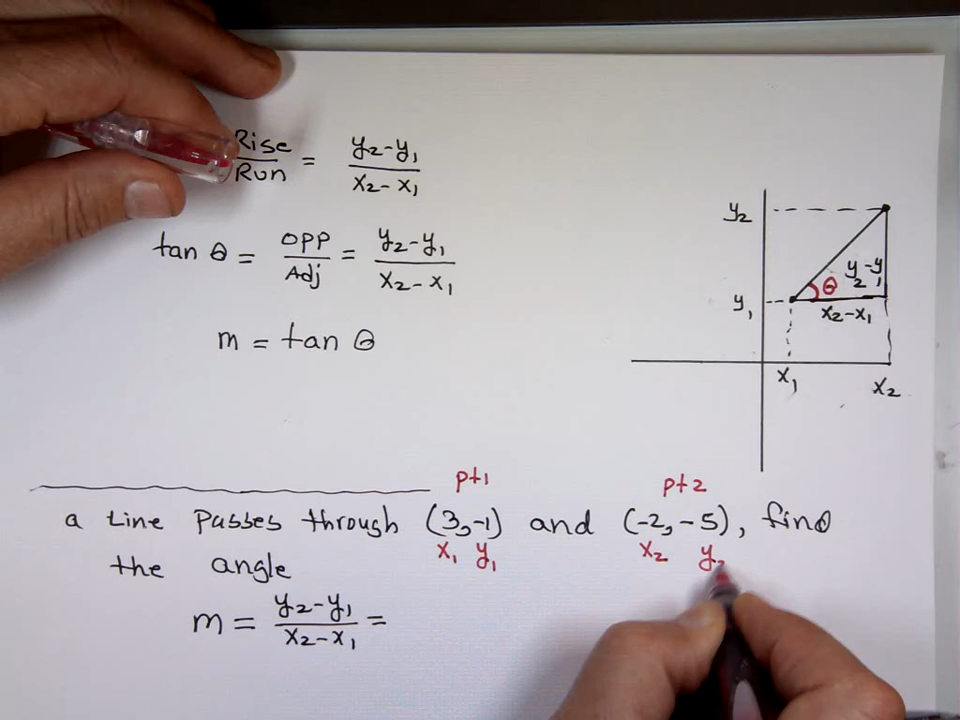 Rise/Run = y₂-y₁/x₂-x₁
tan θ = OPP/Adj = y₂-y₁/x₂-x₁
m = tan θ
y₂
y₁
θ
y₂-y₁
x₂-x₁
x₁
x₂
pt1 pt2
a Line Passes through (3,-1) and (-2,-5), find
x₁ y₁ x₂ y₂
the angle
m = y₂-y₁/x₂-x₁ =